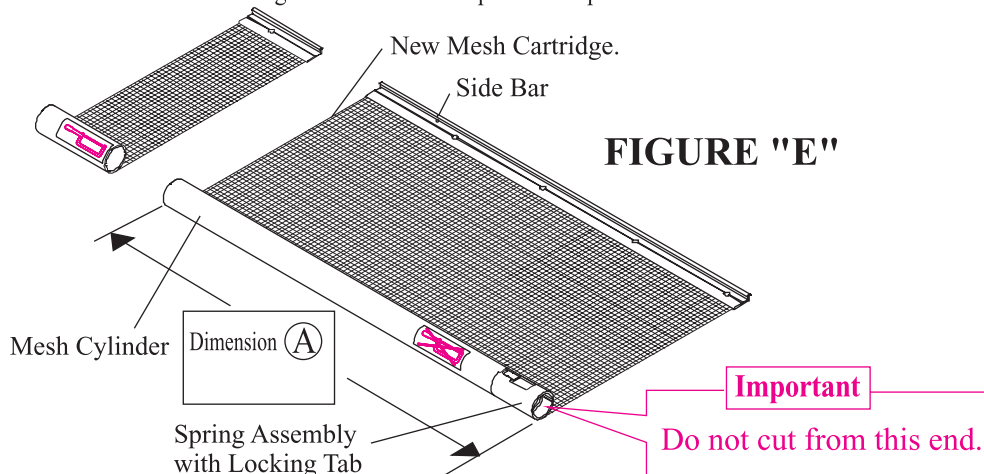 New Mesh Cartridge.
Side Bar
FIGURE "E"
Mesh Cylinder
Dimension A
Spring Assembly
with Locking Tab
Important
Do not cut from this end.